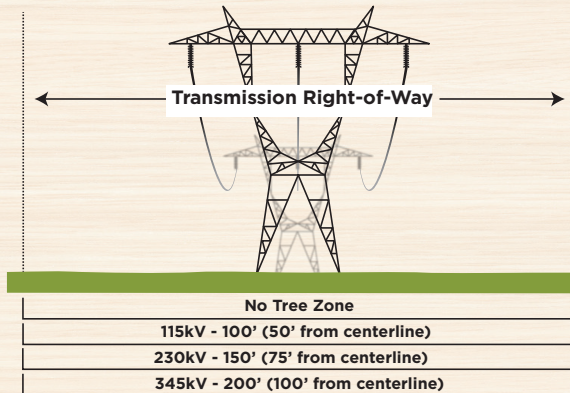 Transmission Right-of-Way
No Tree Zone
115kV - 100’ (50’ from centerline)
230kV - 150’ (75’ from centerline)
345kV - 200’ (100’ from centerline)